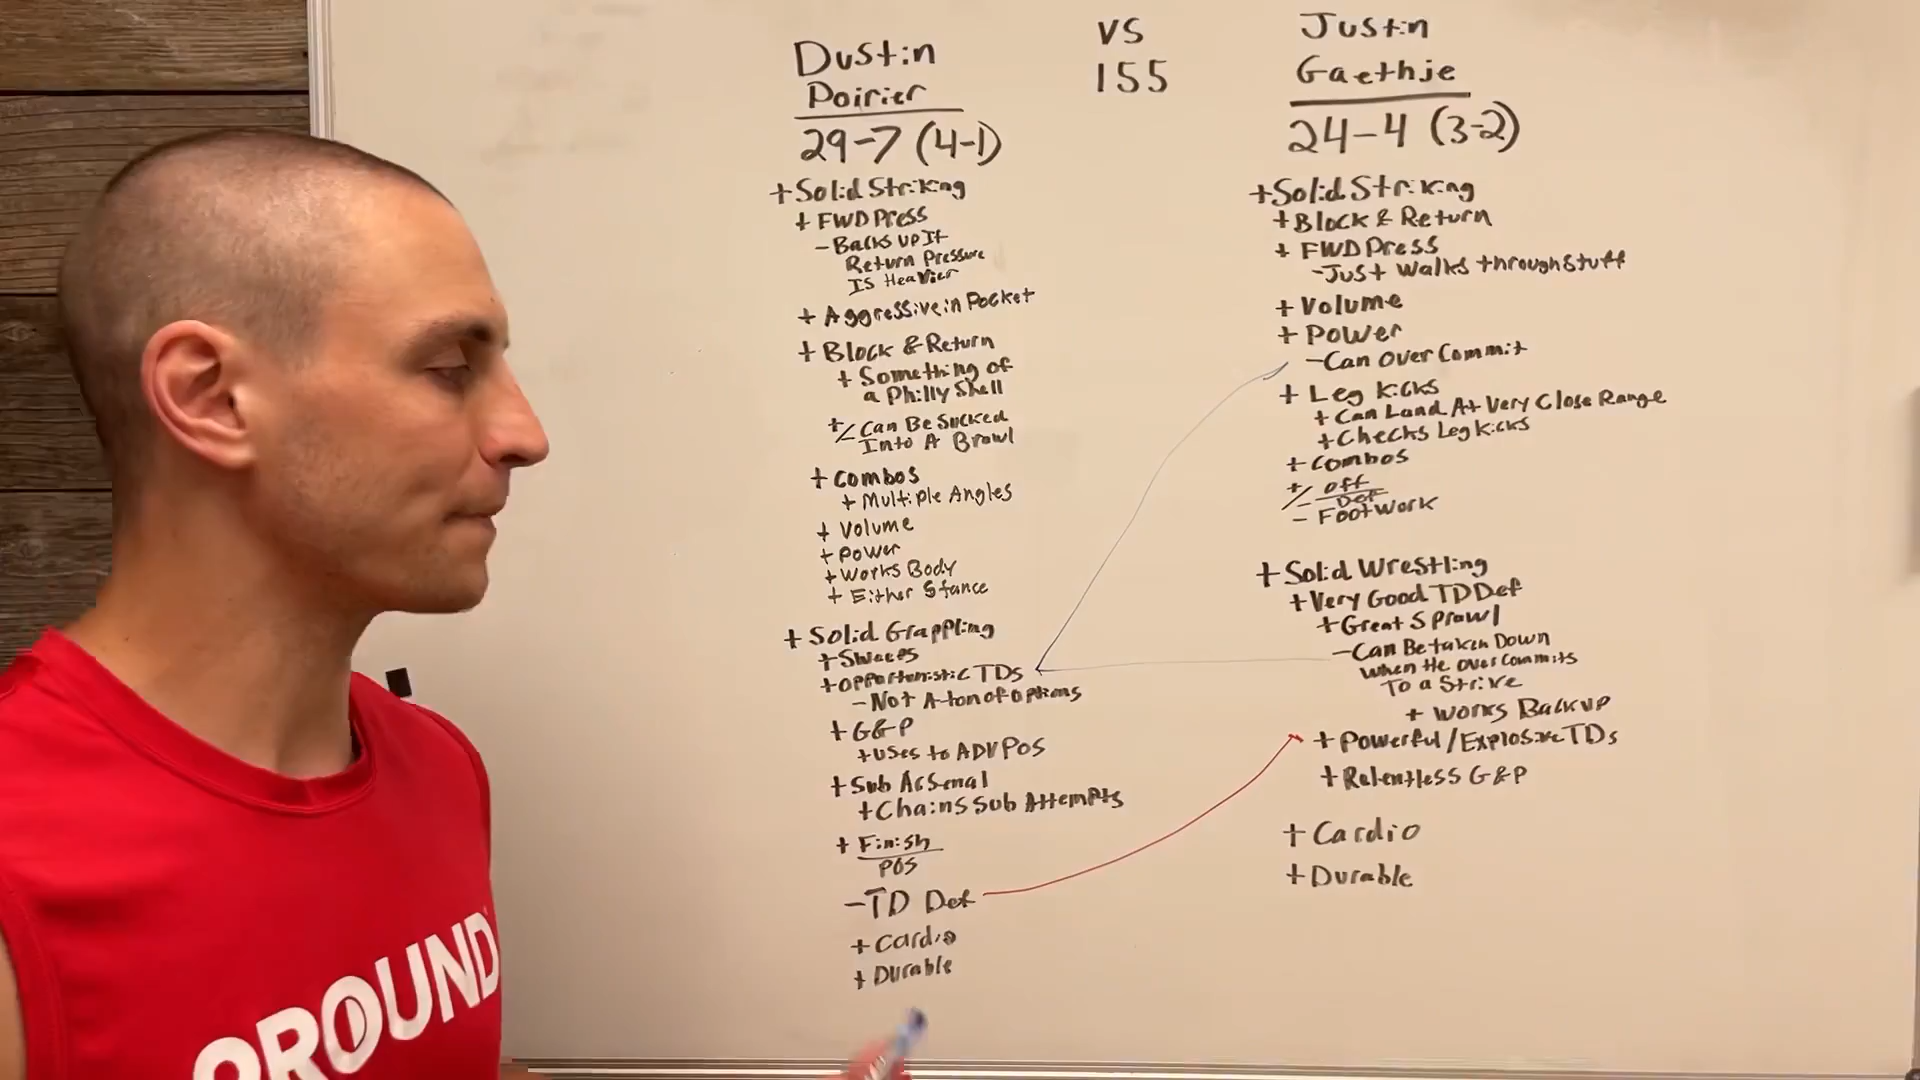 Dustin
Poirier
29-7 (4-1)
+ Solid Striking
+ FWD Press
- Backs Up If
Return Pressure
Is Heavier
+ Aggressive in Pocket
+ Block & Return
+ Something of
a Philly Shell
+/- Can Be Sucked
Into A Brawl
+ Combos
+ Multiple Angles
+ Volume
+ Power
+ Works Body
+ Either Stance
+ Solid Grappling
+ Sweeps
+ Opportunistic TDs
- Not A ton of Options
+ G&P
+ Uses to ADV POS
+ Sub Arsenal
+ Chains Sub Attempts
+ Finish
POS
- TD Def
+ Cardio
+ Durable
VS
155
Justin
Gaethje
24-4 (3-2)
+ Solid Striking
+ Block & Return
+ FWD Press
- Just Walks through Stuff
+ Volume
+ Power
- Can Over Commit
+ Leg Kicks
+ Can Land At Very Close Range
+ Checks Leg Kicks
+ Combos
+/- Off
Def
- Footwork
+ Solid Wrestling
+ Very Good TD Def
+ Great Sprawl
- Can Be taken Down
When He Over Commits
To a Strike
+ Works Back up
+ Powerful/Explosive TDs
+ Relentless G&P
+ Cardio
+ Durable
GROUND